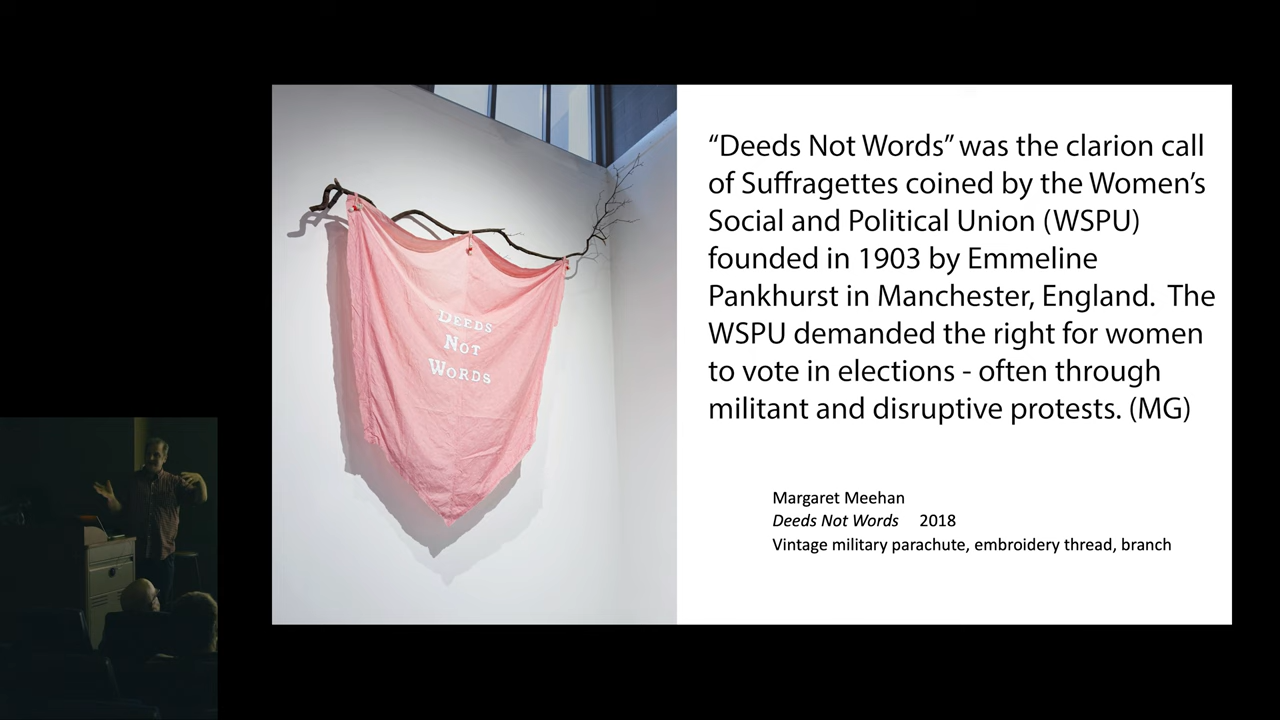 DEEDS
NOT
WORDS
“Deeds Not Words” was the clarion call
of Suffragettes coined by the Women’s
Social and Political Union (WSPU)
founded in 1903 by Emmeline
Pankhurst in Manchester, England.  The
WSPU demanded the right for women
to vote in elections - often through
militant and disruptive protests. (MG)
Margaret Meehan
Deeds Not Words    2018
Vintage military parachute, embroidery thread, branch